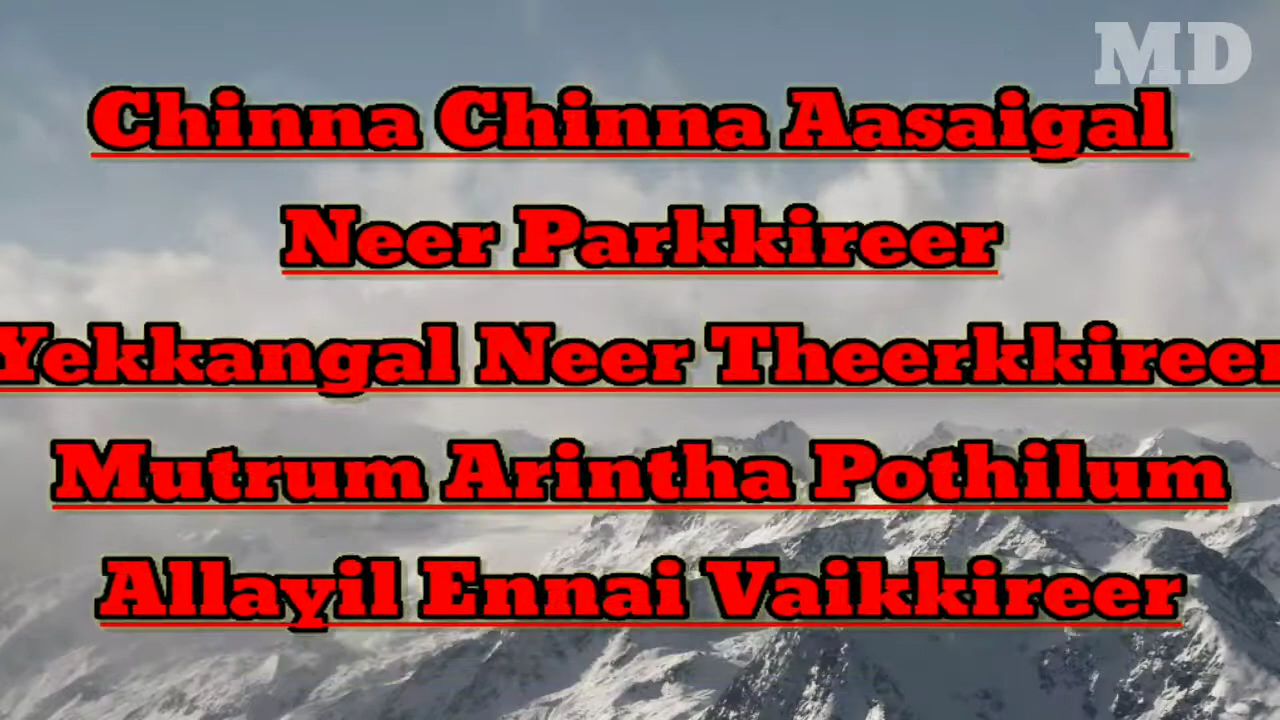 MD
Chinna Chinna Aasaigal
Neer Parkkireer
Yekkangal Neer Theerkkireer
Mutrum Arintha Pothilum
Allayil Ennai Vaikkireer